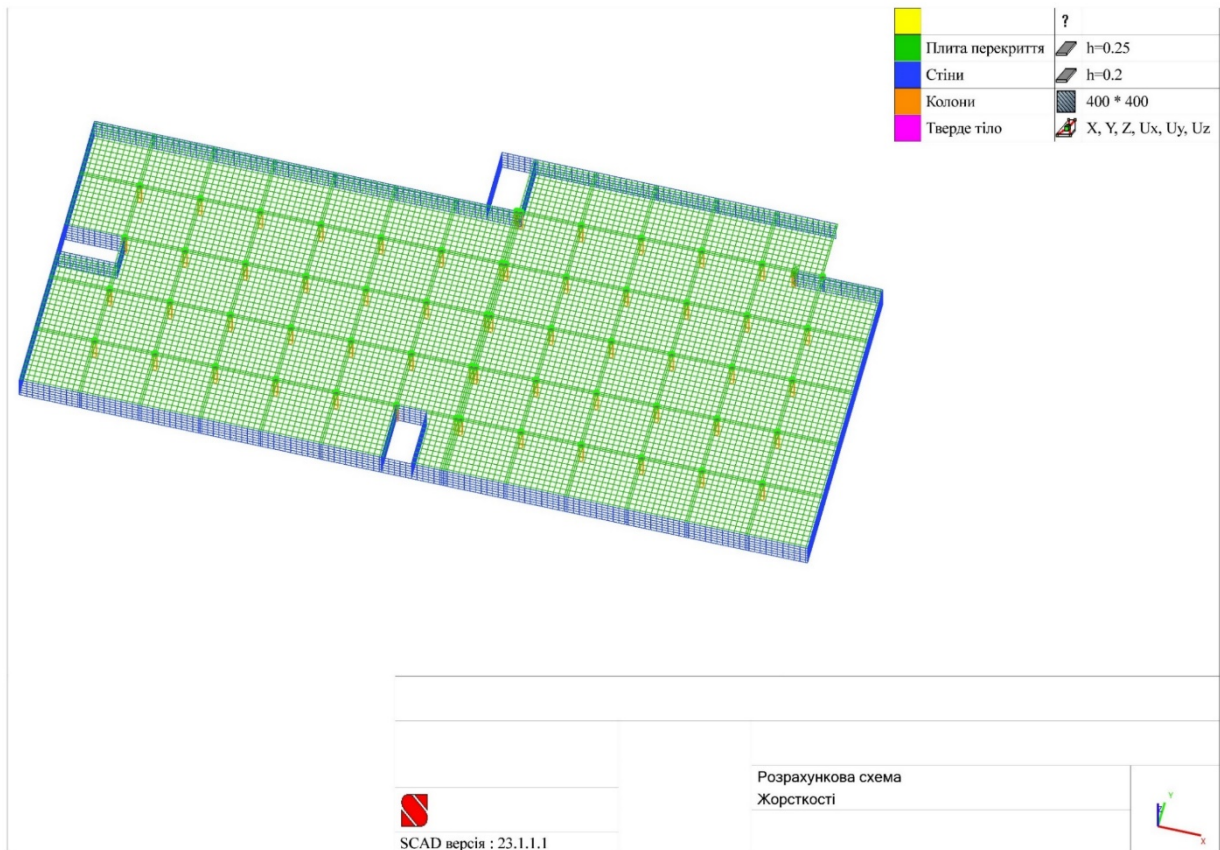 ?
Плита перекриття h=0.25
Стіни h=0.2
Колони 400 * 400
Тверде тіло X, Y, Z, Ux, Uy, Uz
Розрахункова схема
Жорсткості
SCAD версія : 23.1.1.1
Y
Z
X